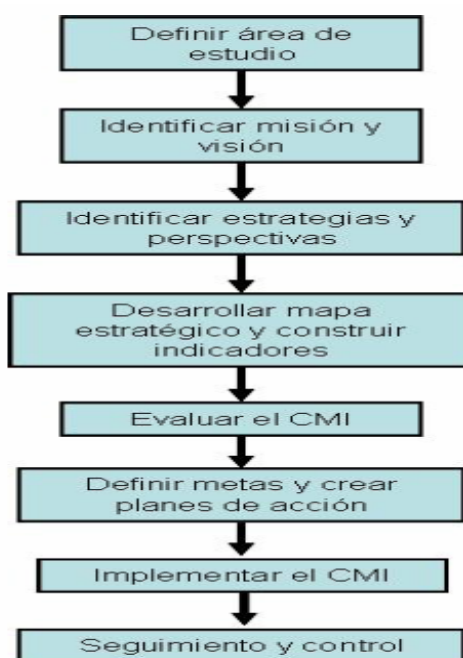 Definir área de
estudio
Identificar misión y
visión
Identificar estrategias y
perspectivas
Desarrollar mapa
estratégico y construir
indicadores
Evaluar el CMI
Definir metas y crear
planes de acción
Implementar el CMI
Seguimiento y control